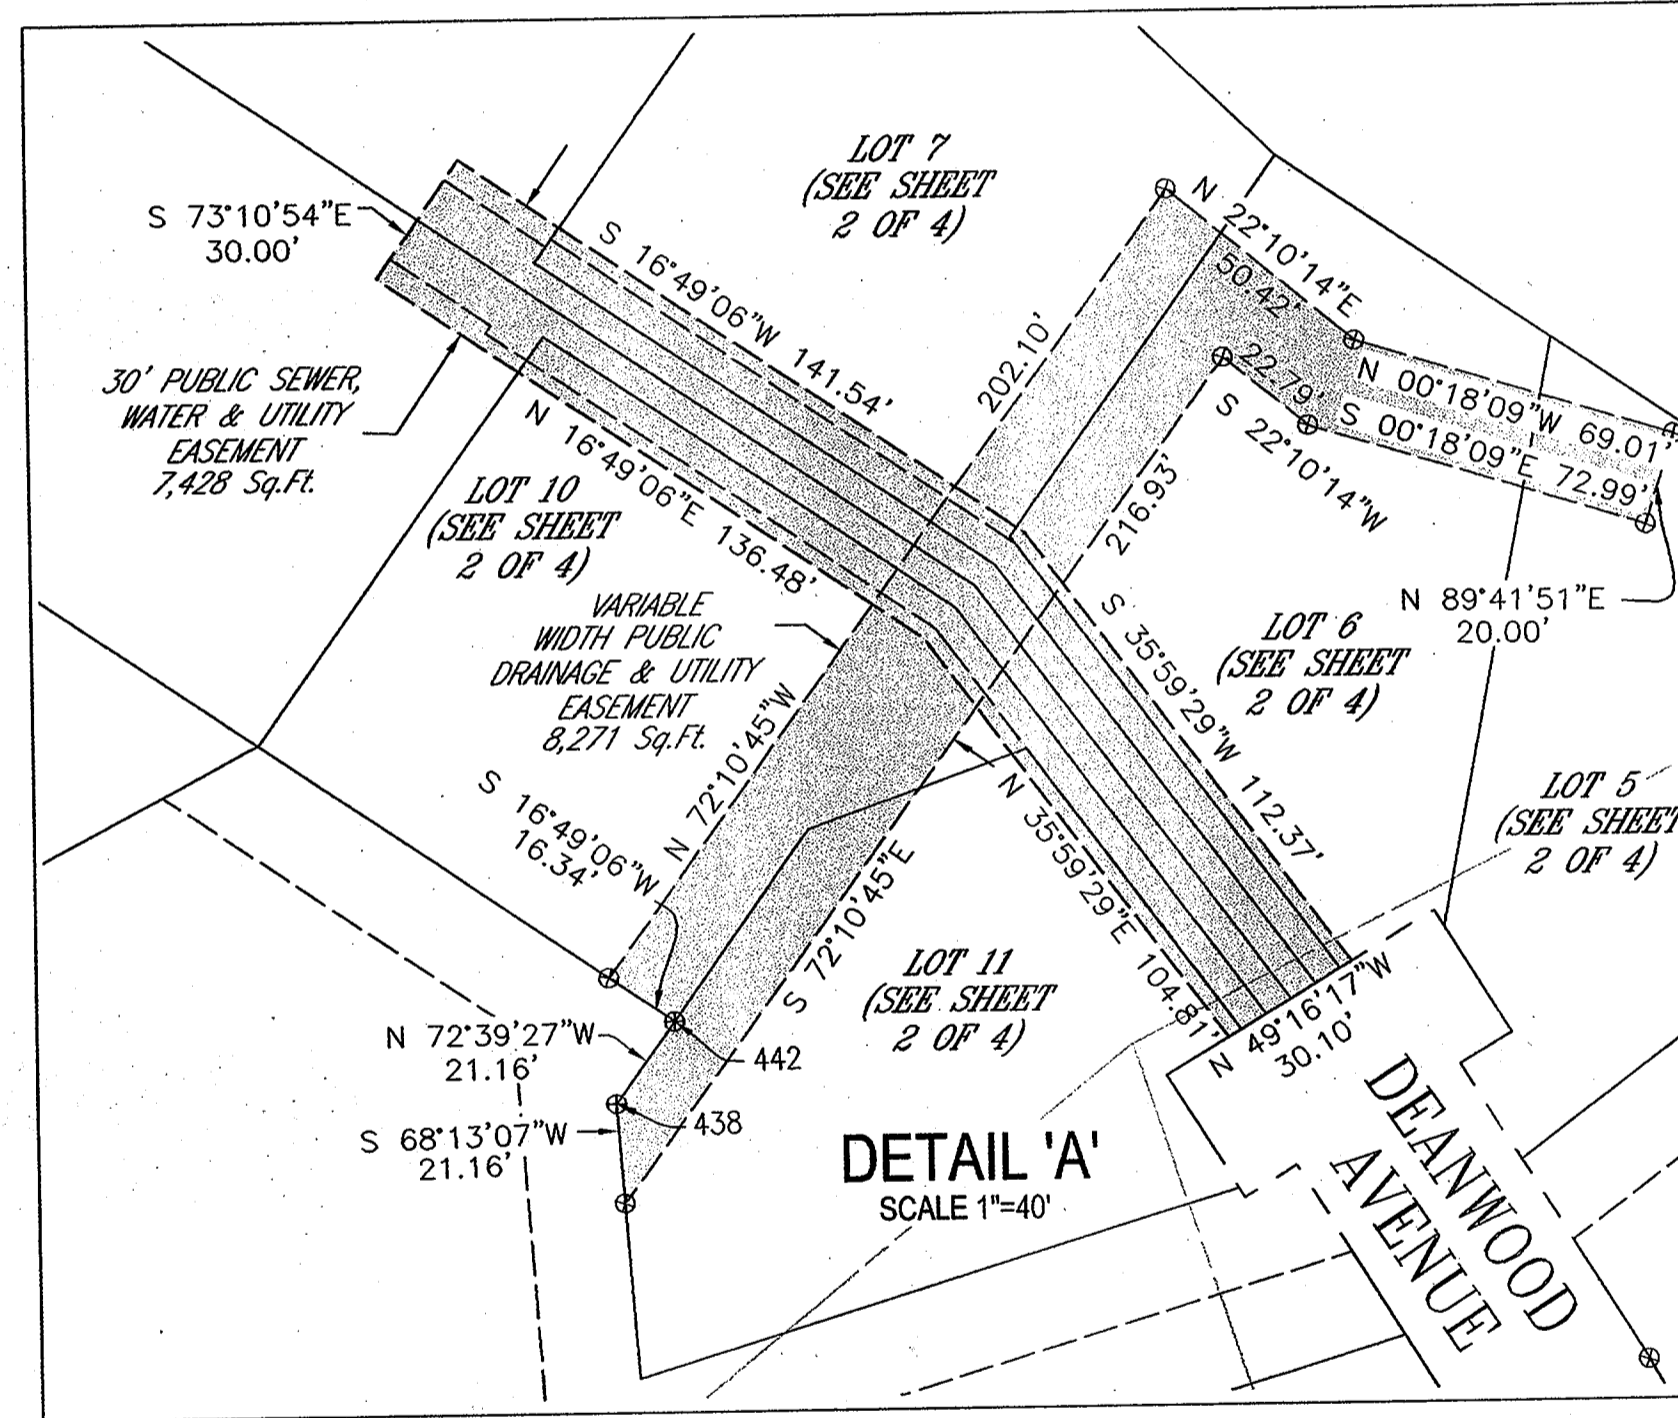 LOT 7
(SEE SHEET
2 OF 4)
S 73°10'54"E
30.00'
S 16°49'06"W 141.54'
N 22°10'14"E
50.42'
202.10'
N 00°18'09"W 69.01'
22.79'
S 00°18'09"E 72.99'
S 22°10'14"W
30' PUBLIC SEWER,
WATER & UTILITY
EASEMENT
7,428 Sq.Ft.
N 16°49'06"E 136.48'
LOT 10
(SEE SHEET
2 OF 4)
216.93'
N 89°41'51"E
20.00'
VARIABLE
WIDTH PUBLIC
DRAINAGE & UTILITY
EASEMENT
8,271 Sq.Ft.
S 35°59'29"W 112.37'
LOT 6
(SEE SHEET
2 OF 4)
N 72°10'45"W
S 16°49'06"W
16.34'
N 35°59'29"E 104.81'
LOT 5
(SEE SHEET
2 OF 4)
S 72°10'45"E
LOT 11
(SEE SHEET
2 OF 4)
N 49°16'17"W
30.10'
N 72°39'27"W
21.16'
442
438
S 68°13'07"W
21.16'
DETAIL 'A'
SCALE 1"=40'
DEANWOOD
AVENUE